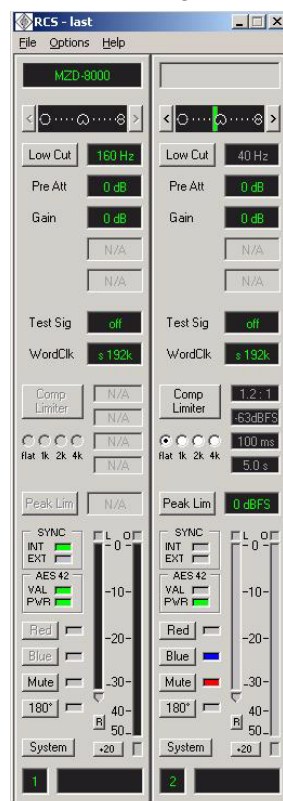 RCS - last
File Options Help
MZD-8000
Low Cut 160 Hz Low Cut 40 Hz
Pre Att 0 dB Pre Att 0 dB
Gain 0 dB Gain 0 dB
N/A N/A
N/A N/A
Test Sig off Test Sig off
WordClk s 192k WordClk s 192k
Comp Limiter N/A Comp Limiter 1.2 : 1
N/A -63dBFS
N/A 100 ms
flat 1k 2k 4k N/A flat 1k 2k 4k 5.0 s
Peak Lim N/A Peak Lim 0 dBFS
SYNC L O SYNC L O
INT -0- INT -0-
EXT EXT
AES 42 AES 42
VAL -10- VAL -10-
PWR PWR
Red -20- Red -20-
Blue Blue
Mute -30- Mute -30-
180° 40- 180° 40-
R 50- R 50-
System +20 System +20
1 2